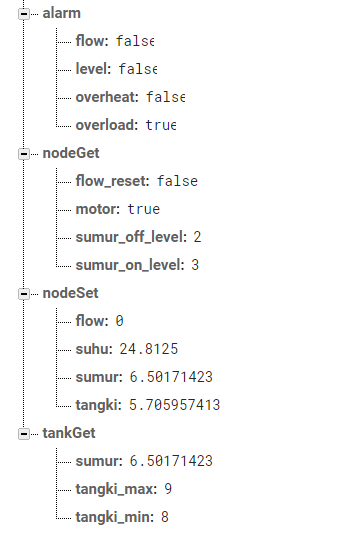 alarm
flow: false
level: false
overheat: false
overload: true
nodeGet
flow_reset: false
motor: true
sumur_off_level: 2
sumur_on_level: 3
nodeSet
flow: 0
suhu: 24.8125
sumur: 6.50171423
tangki: 5.705957413
tankGet
sumur: 6.50171423
tangki_max: 9
tangki_min: 8